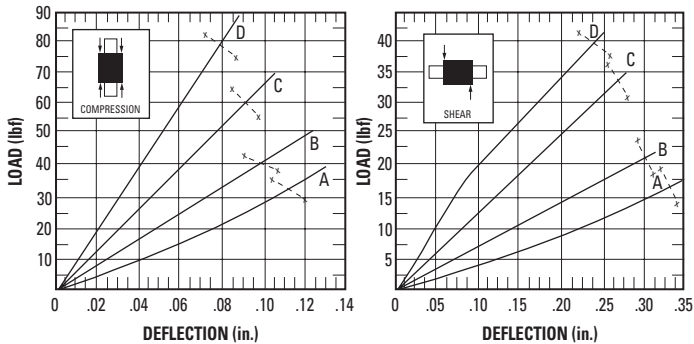 90
80
70
60
50
40
30
20
10
LOAD (lbf)
COMPRESSION
D
C
B
A
0 .02 .04 .06 .08 .10 .12 .14
DEFLECTION (in.)
40
35
30
25
20
15
10
5
LOAD (lbf)
SHEAR
D
C
B
A
0 .05 .10 .15 .20 .25 .30 .35
DEFLECTION (in.)